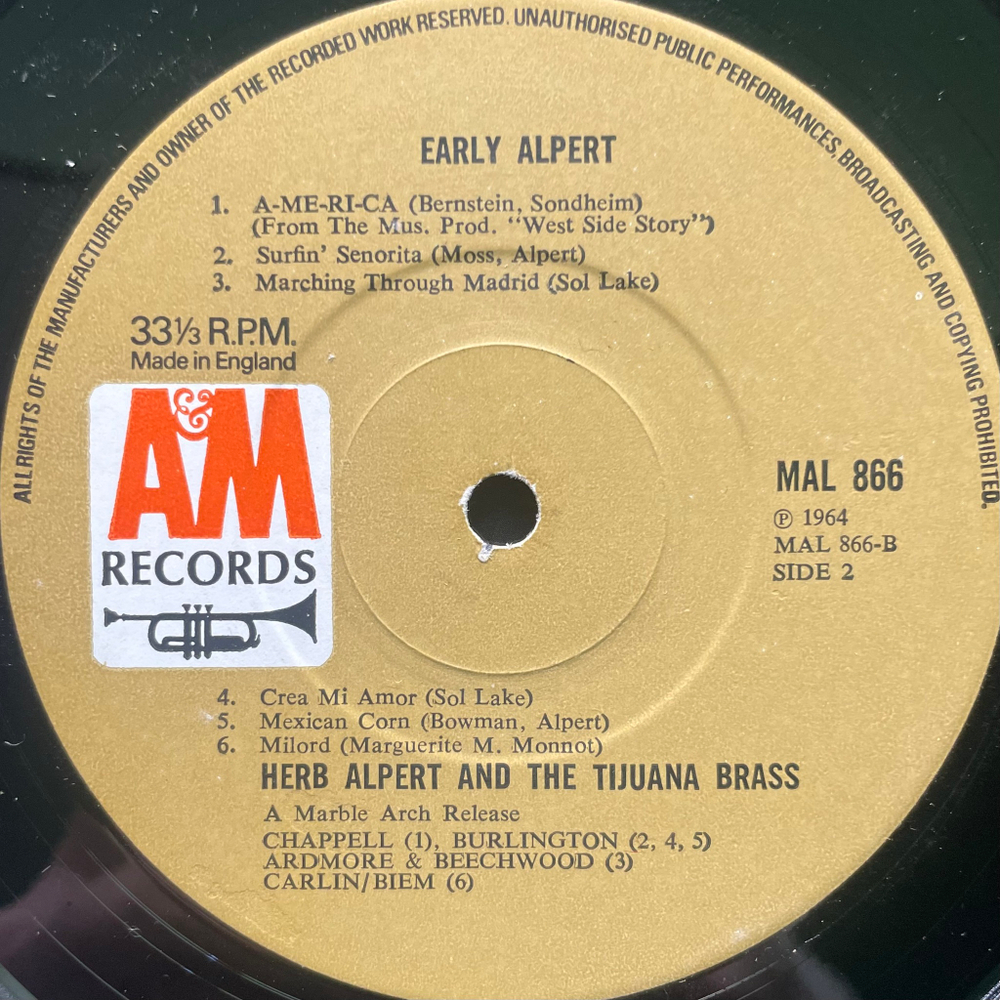 ALL RIGHTS OF THE MANUFACTURERS AND OWNER OF THE RECORDED WORK RESERVED. UNAUTHORISED PUBLIC PERFORMANCES, BROADCASTING AND COPYING PROHIBITED.
EARLY ALPERT
1. A-ME-RI-CA (Bernstein, Sondheim)
(From The Mus. Prod. “West Side Story”)
2. Surfin' Senorita (Moss, Alpert)
3. Marching Through Madrid (Sol Lake)
33⅓ R.P.M.
Made in England
A&M
RECORDS
MAL 866
℗ 1964
MAL 866-B
SIDE 2
4. Crea Mi Amor (Sol Lake)
5. Mexican Corn (Bowman, Alpert)
6. Milord (Marguerite M. Monnot)
HERB ALPERT AND THE TIJUANA BRASS
A Marble Arch Release
CHAPPELL (1), BURLINGTON (2, 4, 5)
ARDMORE & BEECHWOOD (3)
CARLIN/BIEM (6)